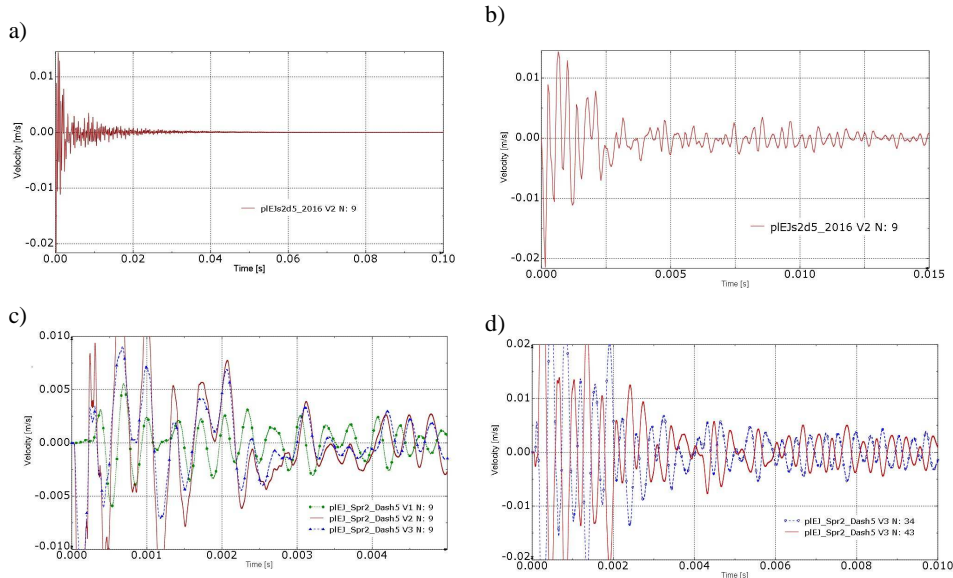 a)
0.01
0.00
-0.01
-0.02
Velocity [m/s]
plEJs2d5_2016 V2 N: 9
0.00 0.02 0.04 0.06 0.08 0.10
Time [s]
b)
0.01
0.00
-0.01
-0.02
Velocity [m/s]
plEJs2d5_2016 V2 N: 9
0.000 0.005 0.010 0.015
Time [s]
c)
0.010
0.005
0.000
-0.005
-0.010
Velocity [m/s]
plEJ_Spr2_Dash5 V1 N: 9
plEJ_Spr2_Dash5 V2 N: 9
plEJ_Spr2_Dash5 V3 N: 9
0.000 0.001 0.002 0.003 0.004
Time [s]
d)
0.02
0.01
0.00
-0.01
-0.02
Velocity [m/s]
plEJ_Spr2_Dash5 V3 N: 34
plEJ_Spr2_Dash5 V3 N: 43
0.000 0.002 0.004 0.006 0.008 0.010
Time [s]